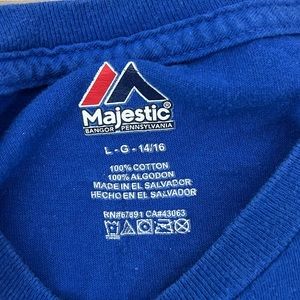 Majestic®
BANGOR PENNSYLVANIA
L - G - 14/16
100% COTTON
100% ALGODON
MADE IN EL SALVADOR
HECHO EN EL SALVADOR
RN#67891 CA#43063